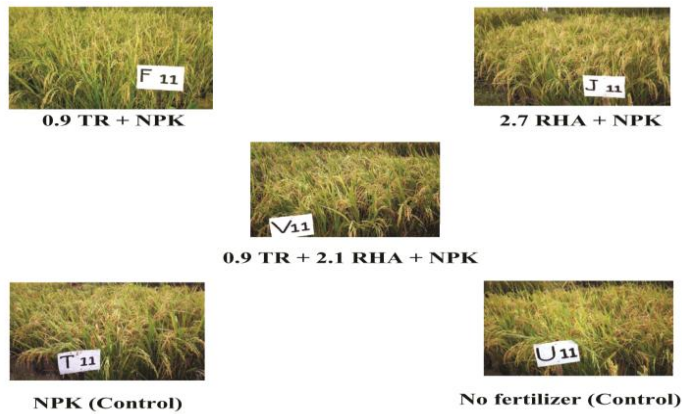 F 11
J 11
0.9 TR + NPK
2.7 RHA + NPK
V11
0.9 TR + 2.1 RHA + NPK
T 11
U 11
NPK (Control)
No fertilizer (Control)